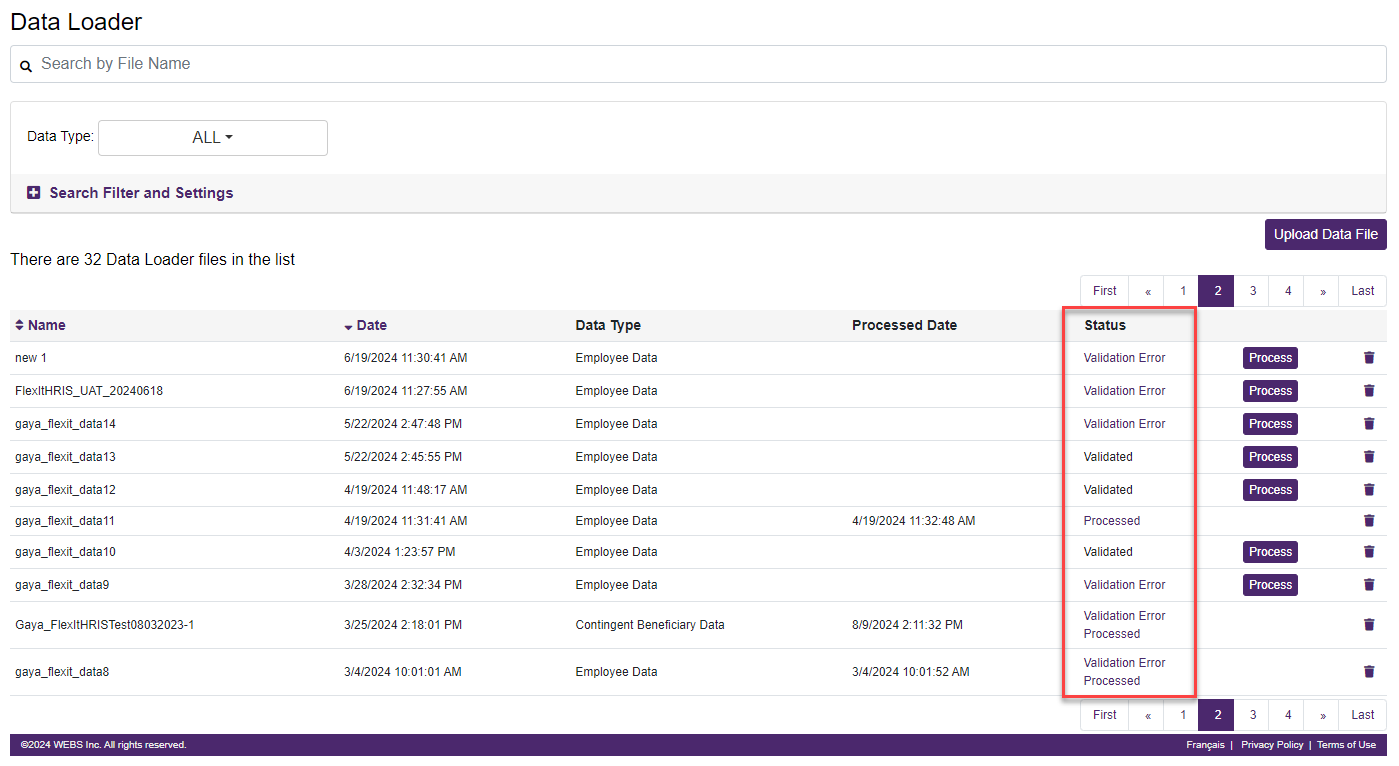 Data Loader
Search by File Name
Data Type: ALL
Search Filter and Settings
Upload Data File
There are 32 Data Loader files in the list
First « 1 2 3 4 » Last
Name Date Data Type Processed Date Status
new 1 6/19/2024 11:30:41 AM Employee Data Validation Error Process
FlexItHRIS_UAT_20240618 6/19/2024 11:27:55 AM Employee Data Validation Error Process
gaya_flexit_data14 5/22/2024 2:47:48 PM Employee Data Validation Error Process
gaya_flexit_data13 5/22/2024 2:45:55 PM Employee Data Validated Process
gaya_flexit_data12 4/19/2024 11:48:17 AM Employee Data Validated Process
gaya_flexit_data11 4/19/2024 11:31:41 AM Employee Data 4/19/2024 11:32:48 AM Processed
gaya_flexit_data10 4/3/2024 1:23:57 PM Employee Data Validated Process
gaya_flexit_data9 3/28/2024 2:32:34 PM Employee Data Validation Error Process
Gaya_FlexItHRISTest08032023-1 3/25/2024 2:18:01 PM Contingent Beneficiary Data 8/9/2024 2:11:32 PM Validation Error
Processed
gaya_flexit_data8 3/4/2024 10:01:01 AM Employee Data 3/4/2024 10:01:52 AM Validation Error
Processed
First « 1 2 3 4 » Last
©2024 WEBS Inc. All rights reserved. Français | Privacy Policy | Terms of Use